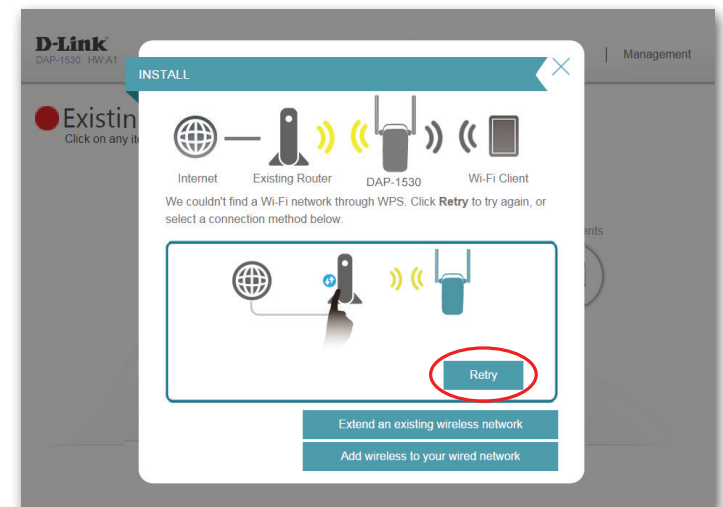 D-Link
DAP-1530 HW:A1
Management
INSTALL
Existin
Click on any ite
Internet
Existing Router
DAP-1530
Wi-Fi Client
We couldn't find a Wi-Fi network through WPS. Click Retry to try again, or
select a connection method below.
ents
Retry
Extend an existing wireless network
Add wireless to your wired network